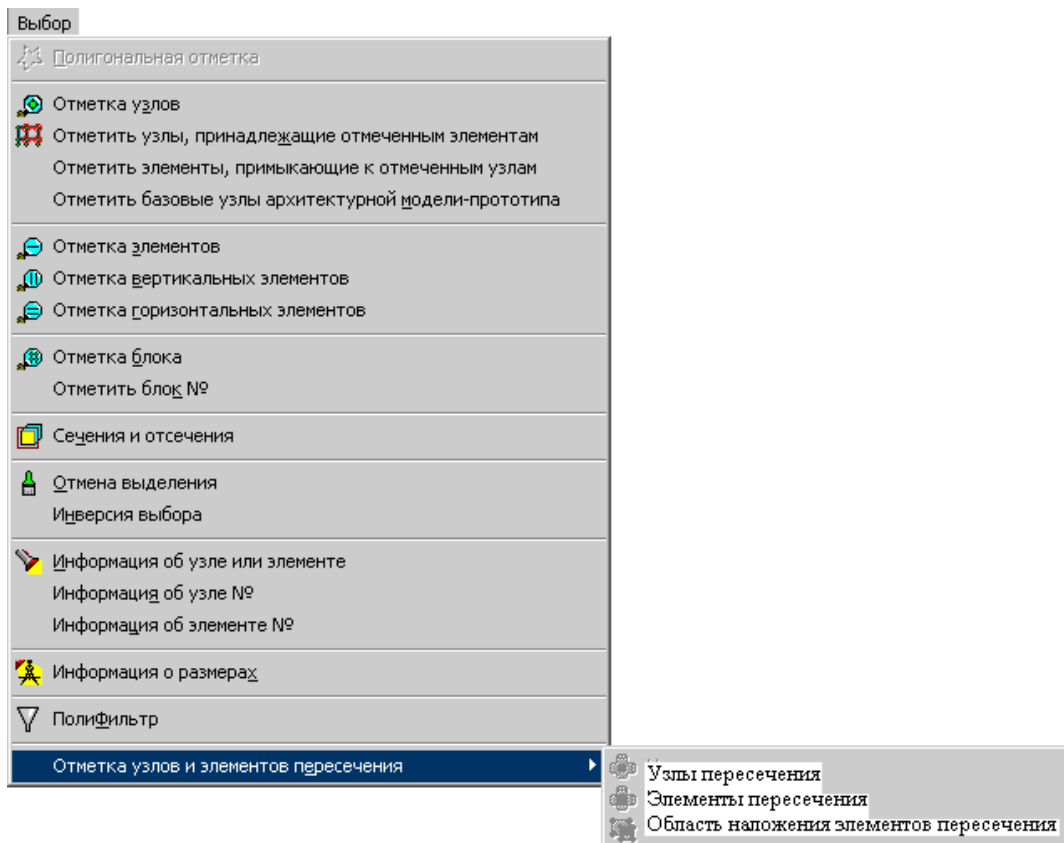 Выбор
Полигональная отметка
Отметка узлов
Отметить узлы, принадлежащие отмеченным элементам
Отметить элементы, примыкающие к отмеченным узлам
Отметить базовые узлы архитектурной модели-прототипа
Отметка элементов
Отметка вертикальных элементов
Отметка горизонтальных элементов
Отметка блока
Отметить блок №
Сечения и отсечения
Отмена выделения
Инверсия выбора
Информация об узле или элементе
Информация об узле №
Информация об элементе №
Информация о размерах
ПолиФильтр
Отметка узлов и элементов пересечения
Узлы пересечения
Элементы пересечения
Область наложения элементов пересечения